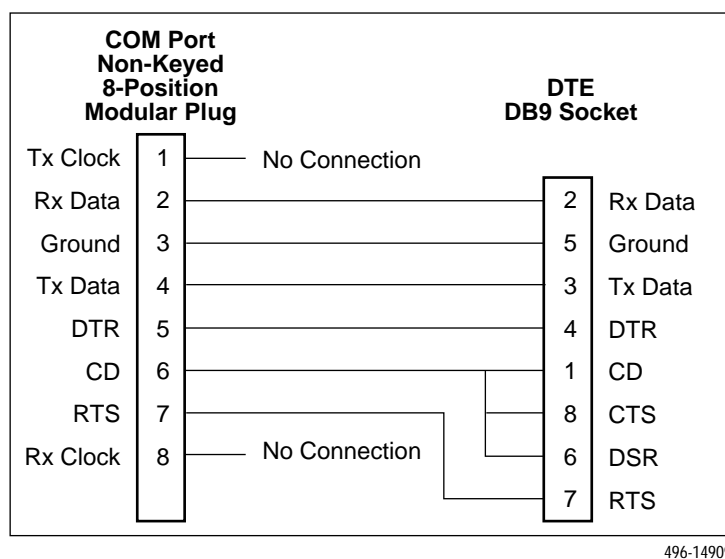 COM Port
Non-Keyed
8-Position
Modular Plug
DTE
DB9 Socket
Tx Clock 1 No Connection
Rx Data 2 2 Rx Data
Ground 3 5 Ground
Tx Data 4 3 Tx Data
DTR 5 4 DTR
CD 6 1 CD
RTS 7 8 CTS
Rx Clock 8 No Connection 6 DSR
7 RTS
496-1490